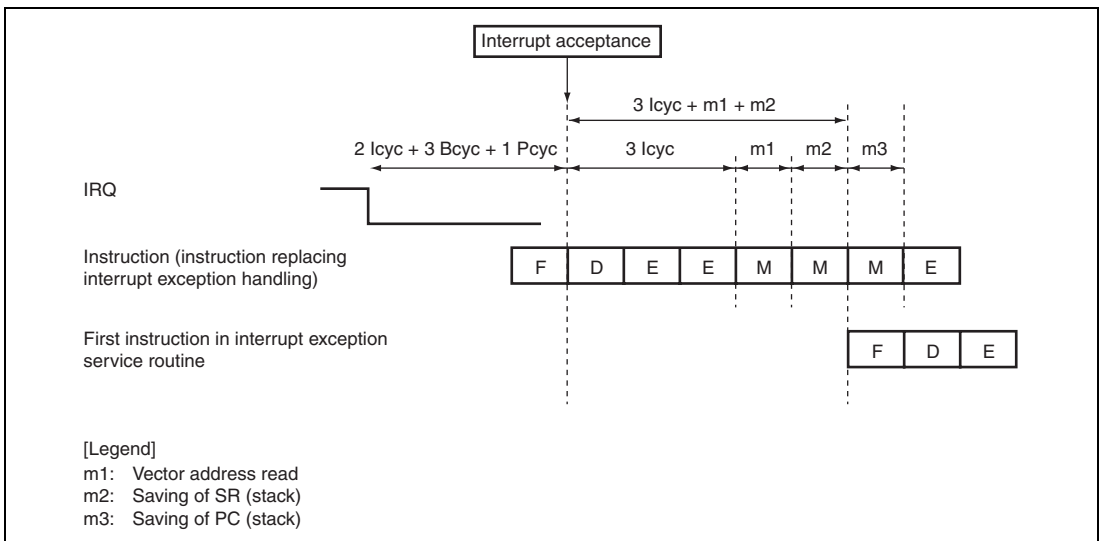 Interrupt acceptance
3 Icyc + m1 + m2
2 Icyc + 3 Bcyc + 1 Pcyc
3 Icyc
m1
m2
m3
IRQ
Instruction (instruction replacing
interrupt exception handling)
F D E E M M M E
First instruction in interrupt exception
service routine
F D E
[Legend]
m1: Vector address read
m2: Saving of SR (stack)
m3: Saving of PC (stack)